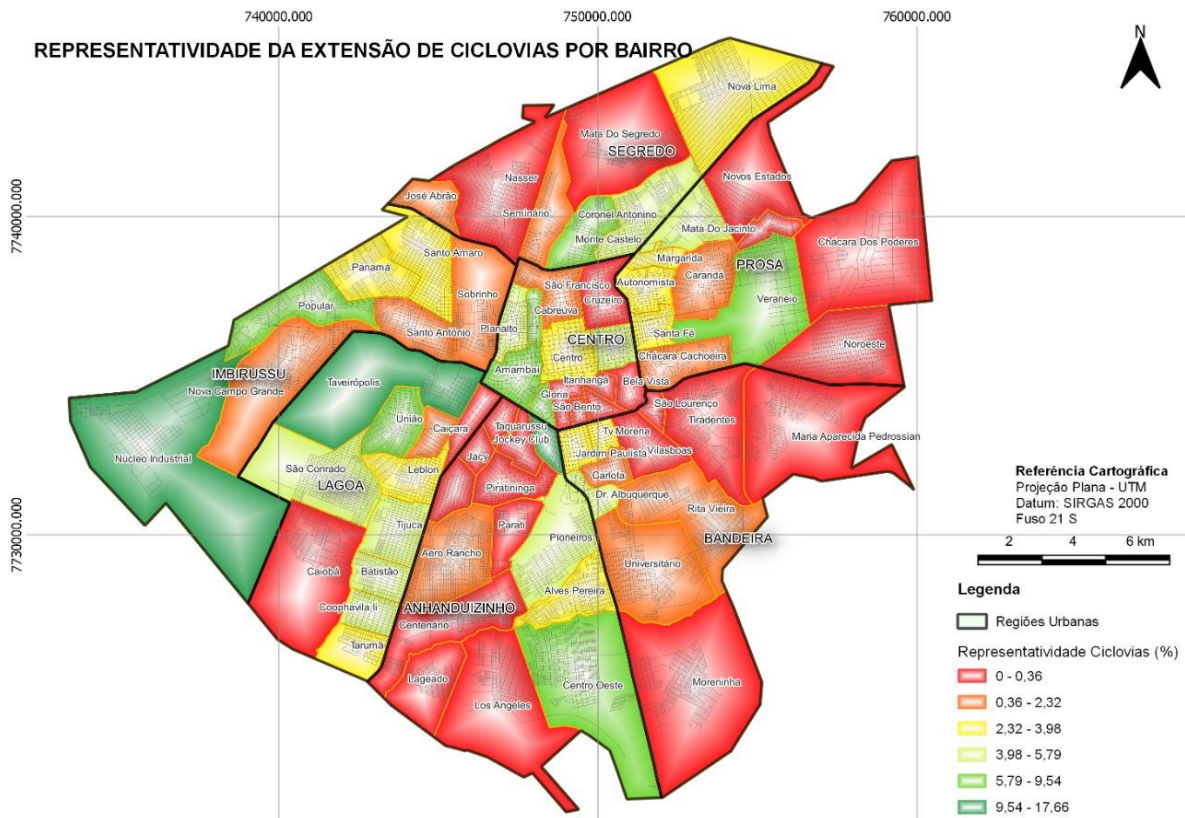 740000.000
750000.000
760000.000
REPRESENTATIVIDADE DA EXTENSÃO DE CICLOVIAS POR BAIRRO
N
Nova Lima
Mata Do Segredo
SEGREDO
Nasser
Novos Estados
José Abrão
Seminário
7740000.000
7740000.000
Coronel Antonino
Mata Do Jacinto
Monte Castelo
Chácara Dos Poderes
Santo Amaro
Margarida
PROSA
Panamá
Carandá
Sobrinho
São Francisco
Autonomista
Cruzeiro
Veraneio
Popular
Cabreúva
Planalto
Santo Antônio
Santa Fé
CENTRO
Noroeste
Centro
Chácara Cachoeira
IMBIRUSSU
Amambaí
Nova Campo Grande
Taveirópolis
Itanhangá
Bela Vista
Glória
São Bento
São Lourenço
União
Caiçara
Taquarussu
Tiradentes
Tv Morena
Jockey Club
Maria Aparecida Pedrossian
Núcleo Industrial
Jacy
Jardim Paulista
Vilasboas
São Conrado
Leblon
LAGOA
Carlota
Piratininga
Dr. Albuquerque
Rita Vieira
Tijuca
Parati
Pioneiros
BANDEIRA
7730000.000
7730000.000
Aero Rancho
Caiobá
Batistão
Universitário
Alves Pereira
Coophavila Ii
ANHANDUIZINHO
Centenário
Tarumã
Lageado
Centro Oeste
Moreninha
Los Angeles
Referência Cartográfica
Projeção Plana - UTM
Datum: SIRGAS 2000
Fuso 21 S
2 4 6 km
Legenda
Regiões Urbanas
Representatividade Ciclovias (%)
0 - 0,36
0,36 - 2,32
2,32 - 3,98
3,98 - 5,79
5,79 - 9,54
9,54 - 17,66